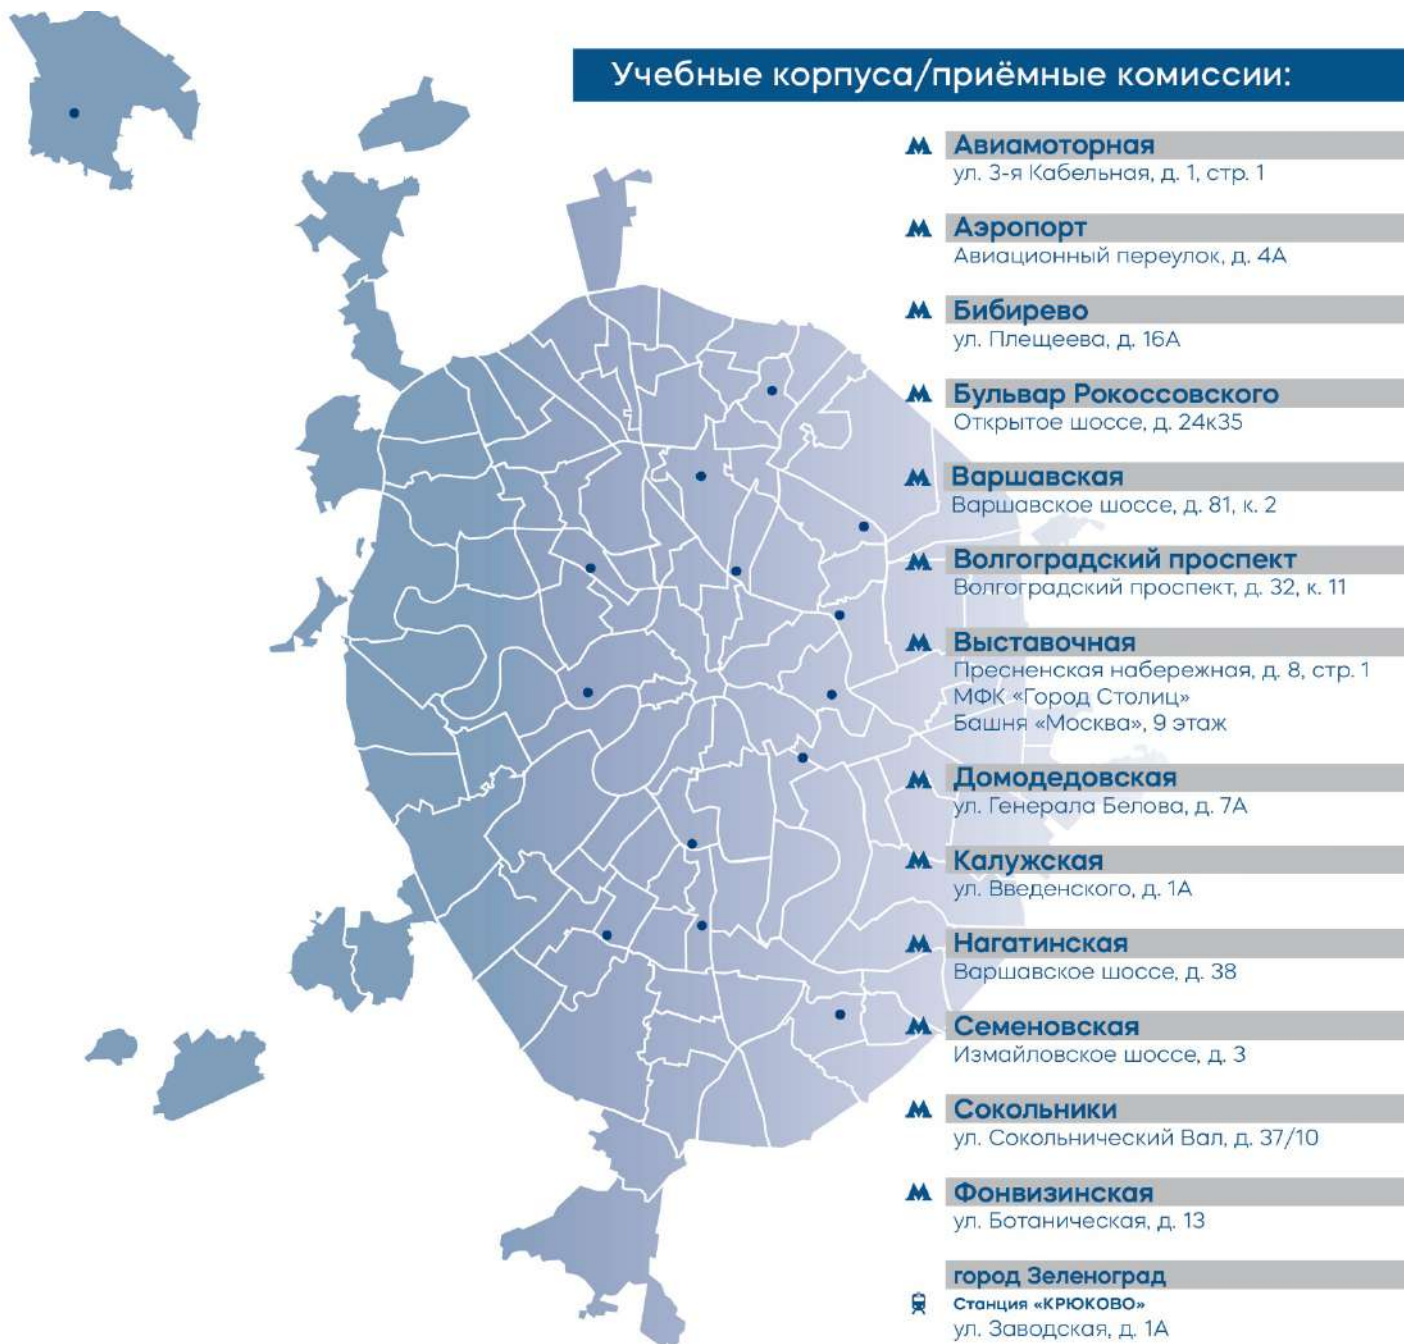 Учебные корпуса/приёмные комиссии:
Авиамоторная
ул. 3-я Кабельная, д. 1, стр. 1
Аэропорт
Авиационный переулок, д. 4А
Бибирево
ул. Плещеева, д. 16А
Бульвар Рокоссовского
Открытое шоссе, д. 24к35
Варшавская
Варшавское шоссе, д. 81, к. 2
Волгоградский проспект
Волгоградский проспект, д. 32, к. 11
Выставочная
Пресненская набережная, д. 8, стр. 1
МФК «Город Столиц»
Башня «Москва», 9 этаж
Домодедовская
ул. Генерала Белова, д. 7А
Калужская
ул. Введенского, д. 1А
Нагатинская
Варшавское шоссе, д. 38
Семеновская
Измайловское шоссе, д. 3
Сокольники
ул. Сокольнический Вал, д. 37/10
Фонвизинская
ул. Ботаническая, д. 13
город Зеленоград
Станция «КРЮКОВО»
ул. Заводская, д. 1А